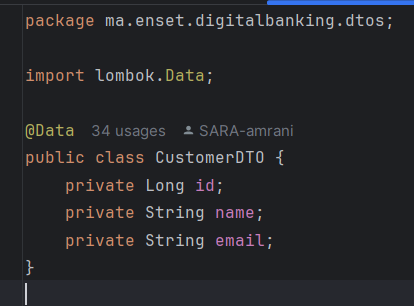 package ma.enset.digitalbanking.dtos;
import lombok.Data;
@Data 34 usages SARA-amrani
public class CustomerDTO {
    private Long id;
    private String name;
    private String email;
}